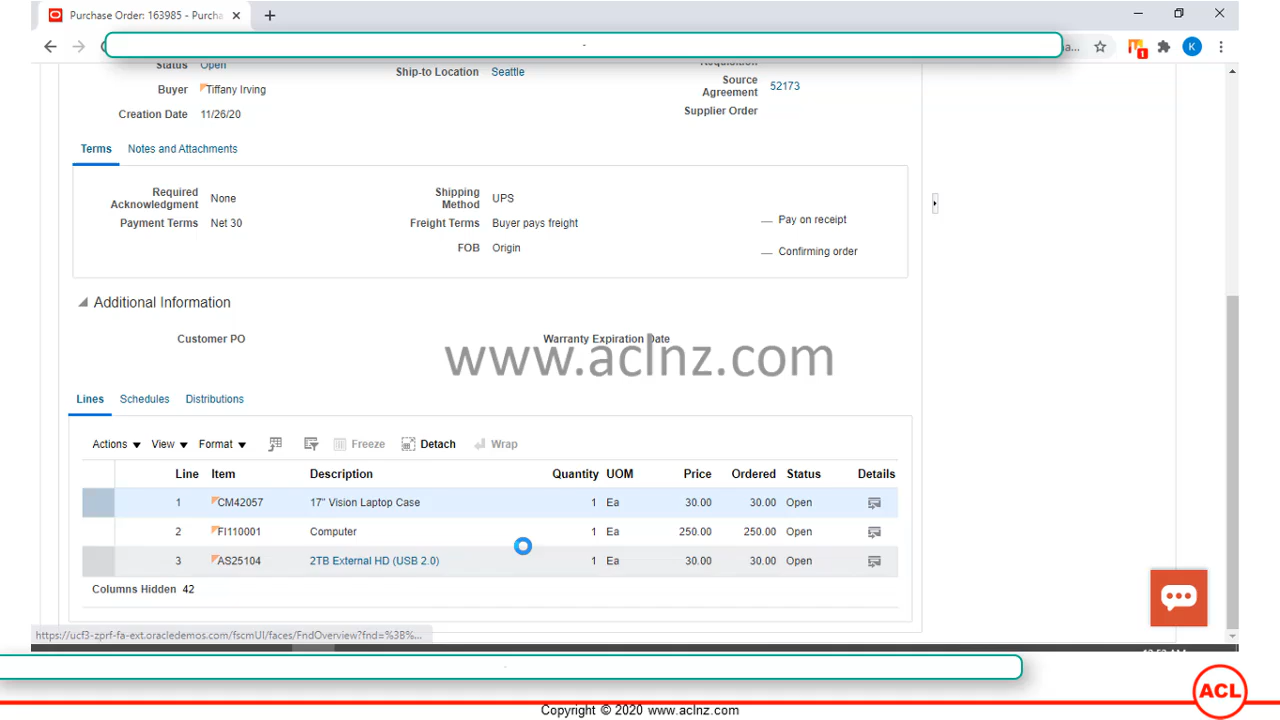 Purchase Order: 163985 - Purcha
a...
K
1
Status Open
Ship-to Location Seattle
Acquisition
Buyer Tiffany Irving
Source Agreement 52173
Creation Date 11/26/20
Supplier Order
Terms Notes and Attachments
Required Acknowledgment None
Shipping Method UPS
Pay on receipt
Payment Terms Net 30
Freight Terms Buyer pays freight
FOB Origin
Confirming order
Additional Information
Customer PO
Warranty Expiration Date
www.aclnz.com
Lines Schedules Distributions
Actions View Format Freeze Detach Wrap
Line Item Description Quantity UOM Price Ordered Status Details
1 CM42057 17" Vision Laptop Case 1 Ea 30.00 30.00 Open
2 FI110001 Computer 1 Ea 250.00 250.00 Open
3 AS25104 2TB External HD (USB 2.0) 1 Ea 30.00 30.00 Open
Columns Hidden 42
https://ucf3-zprf-fa-ext.oracledemos.com/fscmUI/faces/FndOverview?fnd=%3B%...
ACL
Copyright © 2020 www.aclnz.com